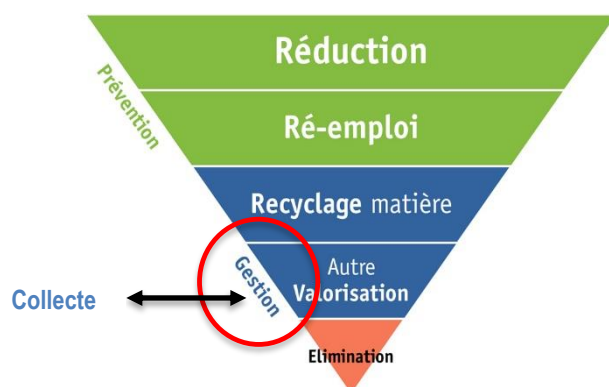 Réduction
Prévention
Ré-emploi
Recyclage matière
Gestion
Autre
Valorisation
Collecte
Elimination